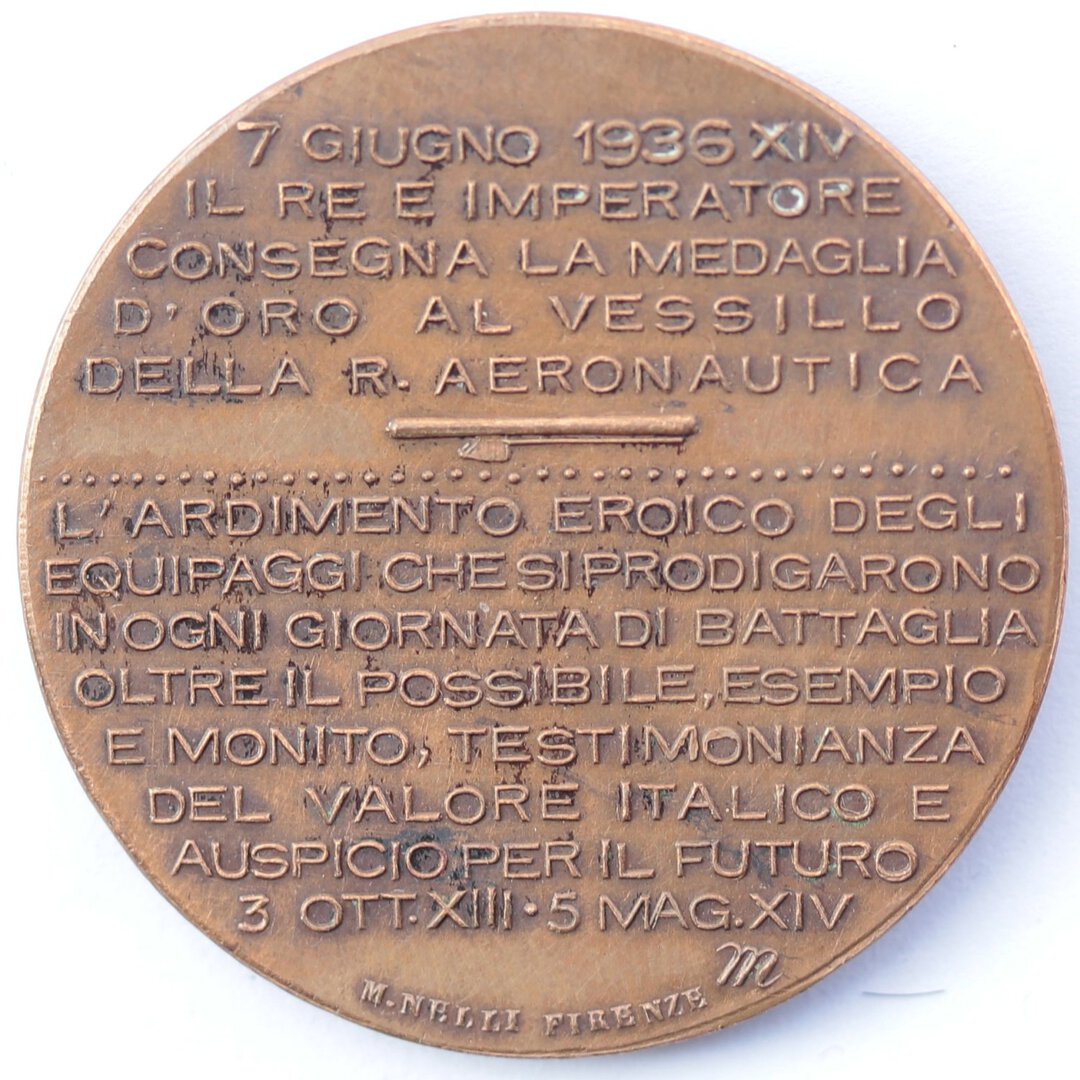 7 GIUGNO 1936 XIV
IL RE E IMPERATORE
CONSEGNA LA MEDAGLIA
D'ORO AL VESSILLO
DELLA R. AERONAUTICA
L'ARDIMENTO EROICO DEGLI
EQUIPAGGI CHE SI PRODIGARONO
IN OGNI GIORNATA DI BATTAGLIA
OLTRE IL POSSIBILE, ESEMPIO
E MONITO, TESTIMONIANZA
DEL VALORE ITALICO E
AUSPICIO PER IL FUTURO
3 OTT. XIII · 5 MAG. XIV
M
M. NELLI FIRENZE